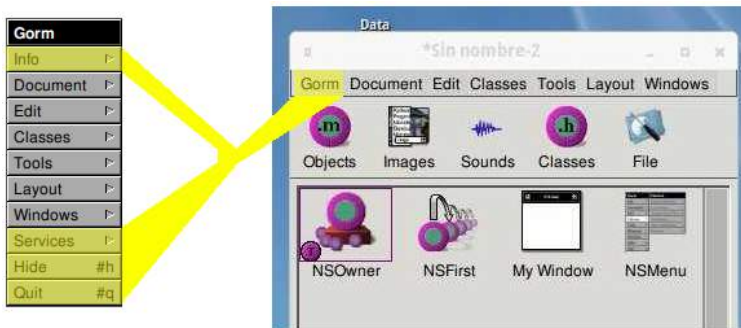 Gorm
Info
Document
Edit
Classes
Tools
Layout
Windows
Services
Hide #h
Quit #q
Data
*Sin nombre-2
Gorm Document Edit Classes Tools Layout Windows
.m .h
Objects Images Sounds Classes File
NSOwner NSFirst My Window NSMenu